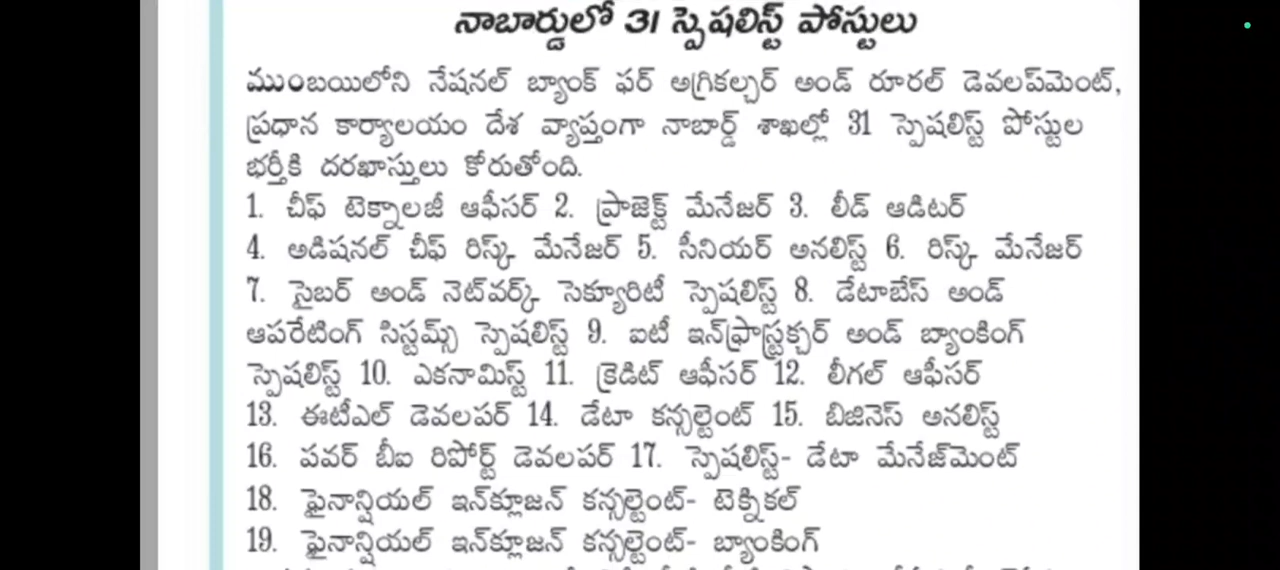 నాబార్డులో 31 స్పెషలిస్ట్ పోస్టులు
ముంబయిలోని నేషనల్ బ్యాంక్ ఫర్ అగ్రికల్చర్ అండ్ రూరల్ డెవలప్‌మెంట్,
ప్రధాన కార్యాలయం దేశ వ్యాప్తంగా నాబార్డ్ శాఖల్లో 31 స్పెషలిస్ట్ పోస్టుల
భర్తీకి దరఖాస్తులు కోరుతోంది.
1. చీఫ్ టెక్నాలజీ ఆఫీసర్ 2. ప్రాజెక్ట్ మేనేజర్ 3. లీడ్ ఆడిటర్
4. అడిషనల్ చీఫ్ రిస్క్ మేనేజర్ 5. సీనియర్ అనలిస్ట్ 6. రిస్క్ మేనేజర్
7. సైబర్ అండ్ నెట్‌వర్క్ సెక్యూరిటీ స్పెషలిస్ట్ 8. డేటాబేస్ అండ్
ఆపరేటింగ్ సిస్టమ్స్ స్పెషలిస్ట్ 9. ఐటీ ఇన్‌ఫ్రాస్ట్రక్చర్ అండ్ బ్యాంకింగ్
స్పెషలిస్ట్ 10. ఎకనామిస్ట్ 11. క్రెడిట్ ఆఫీసర్ 12. లీగల్ ఆఫీసర్
13. ఈటీఎల్ డెవలపర్ 14. డేటా కన్సల్టెంట్ 15. బిజినెస్ అనలిస్ట్
16. పవర్ బీఐ రిపోర్ట్ డెవలపర్ 17. స్పెషలిస్ట్- డేటా మేనేజ్‌మెంట్
18. ఫైనాన్షియల్ ఇన్‌క్లూజన్ కన్సల్టెంట్- టెక్నికల్
19. ఫైనాన్షియల్ ఇన్‌క్లూజన్ కన్సల్టెంట్- బ్యాంకింగ్